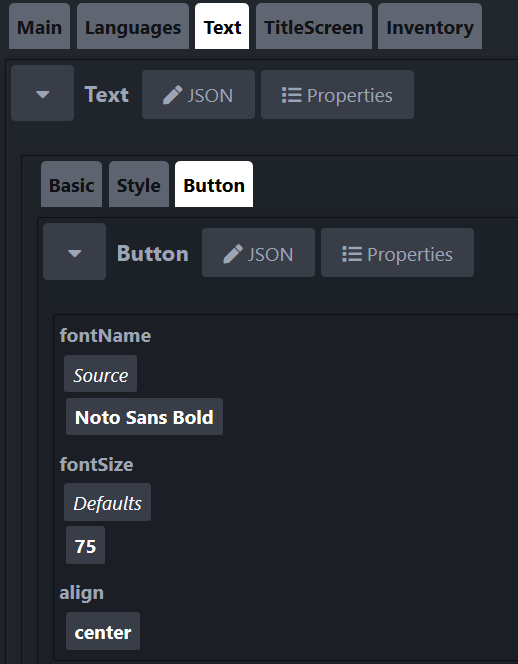 Main Languages Text TitleScreen Inventory
Text JSON Properties
Basic Style Button
Button JSON Properties
fontName
Source
Noto Sans Bold
fontSize
Defaults
75
align
center